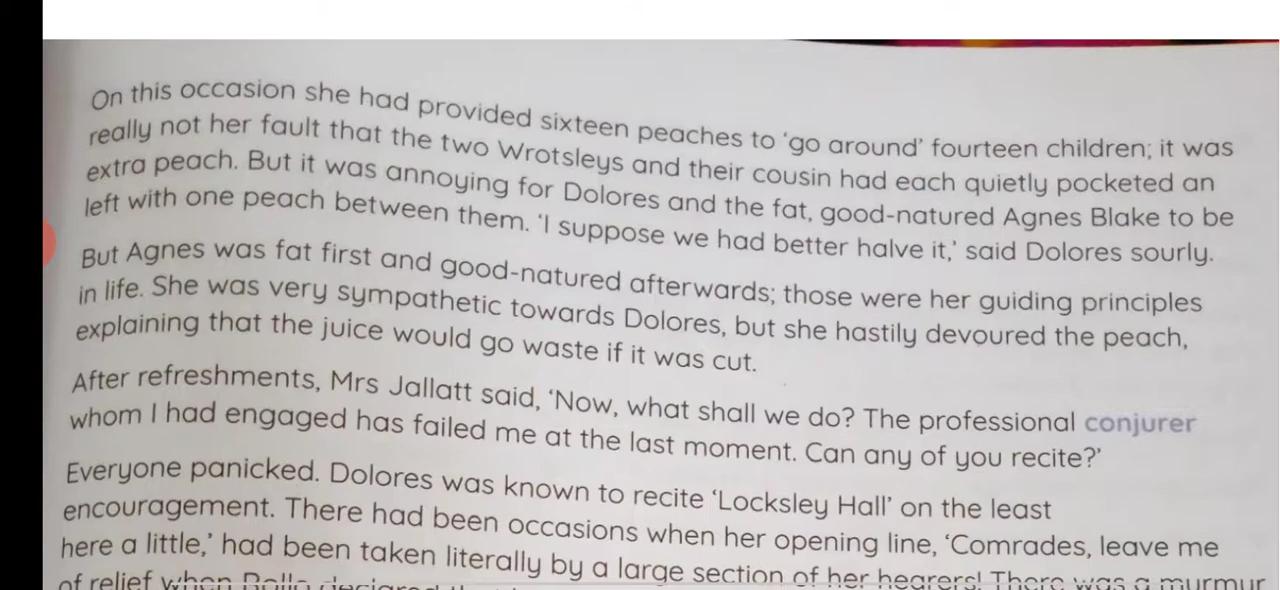 On this occasion she had provided sixteen peaches to ‘go around’ fourteen children; it was
really not her fault that the two Wrotsleys and their cousin had each quietly pocketed an
extra peach. But it was annoying for Dolores and the fat, good-natured Agnes Blake to be
left with one peach between them. ‘I suppose we had better halve it,’ said Dolores sourly.
But Agnes was fat first and good-natured afterwards; those were her guiding principles
in life. She was very sympathetic towards Dolores, but she hastily devoured the peach,
explaining that the juice would go waste if it was cut.
After refreshments, Mrs Jallatt said, ‘Now, what shall we do? The professional conjurer
whom I had engaged has failed me at the last moment. Can any of you recite?’
Everyone panicked. Dolores was known to recite ‘Locksley Hall’ on the least
encouragement. There had been occasions when her opening line, ‘Comrades, leave me
here a little,’ had been taken literally by a large section of her hearers! There was a murmur
of relief when